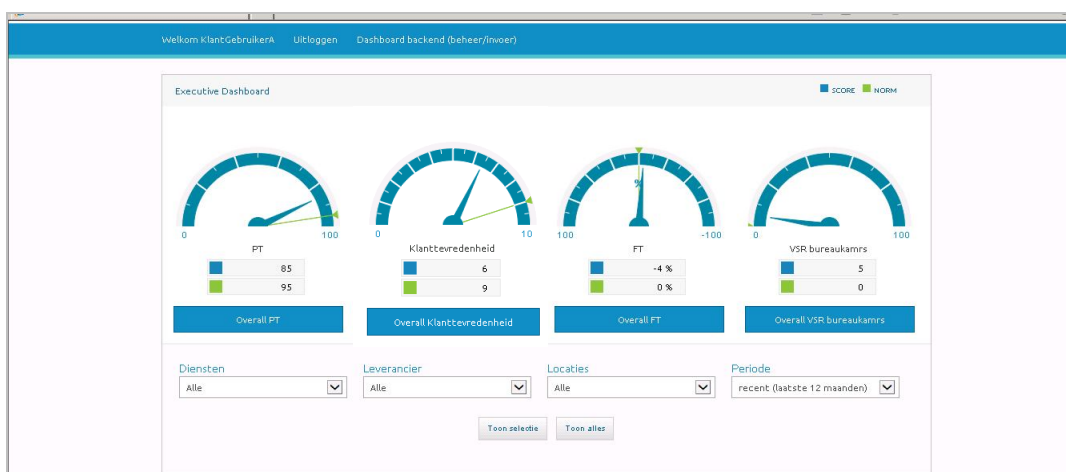 Welkom KlantGebruikerA Uitloggen Dashboard backend (beheer/invoer)
Executive Dashboard SCORE NORM
%
0 100 0 10 100 -100 0 100
PT Klanttevredenheid FT VSR bureaukamrs
85 6 -4 % 5
95 9 0 % 0
Overall PT Overall Klanttevredenheid Overall FT Overall VSR bureaukamrs
Diensten Leverancier Locaties Periode
Alle Alle Alle recent (laatste 12 maanden)
Toon selectie Toon alles